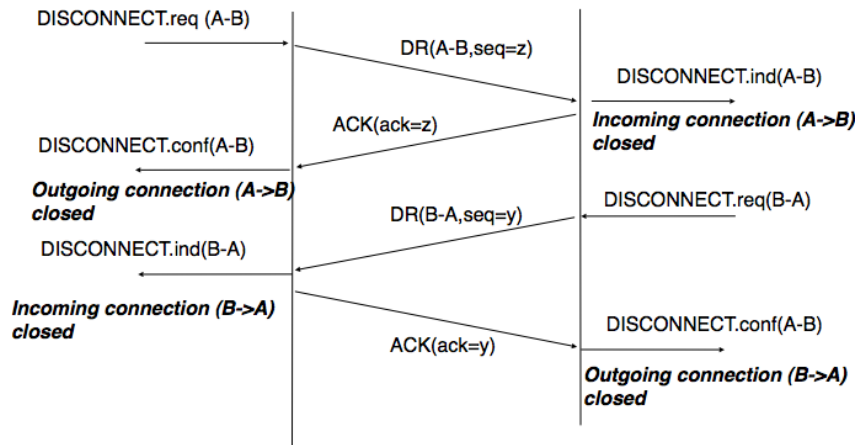 DISCONNECT.req (A-B)
DR(A-B,seq=z)
DISCONNECT.ind(A-B)
Incoming connection (A->B)
closed
ACK(ack=z)
DISCONNECT.conf(A-B)
Outgoing connection (A->B)
closed
DISCONNECT.req(B-A)
DR(B-A,seq=y)
DISCONNECT.ind(B-A)
Incoming connection (B->A)
closed
ACK(ack=y)
DISCONNECT.conf(A-B)
Outgoing connection (B->A)
closed